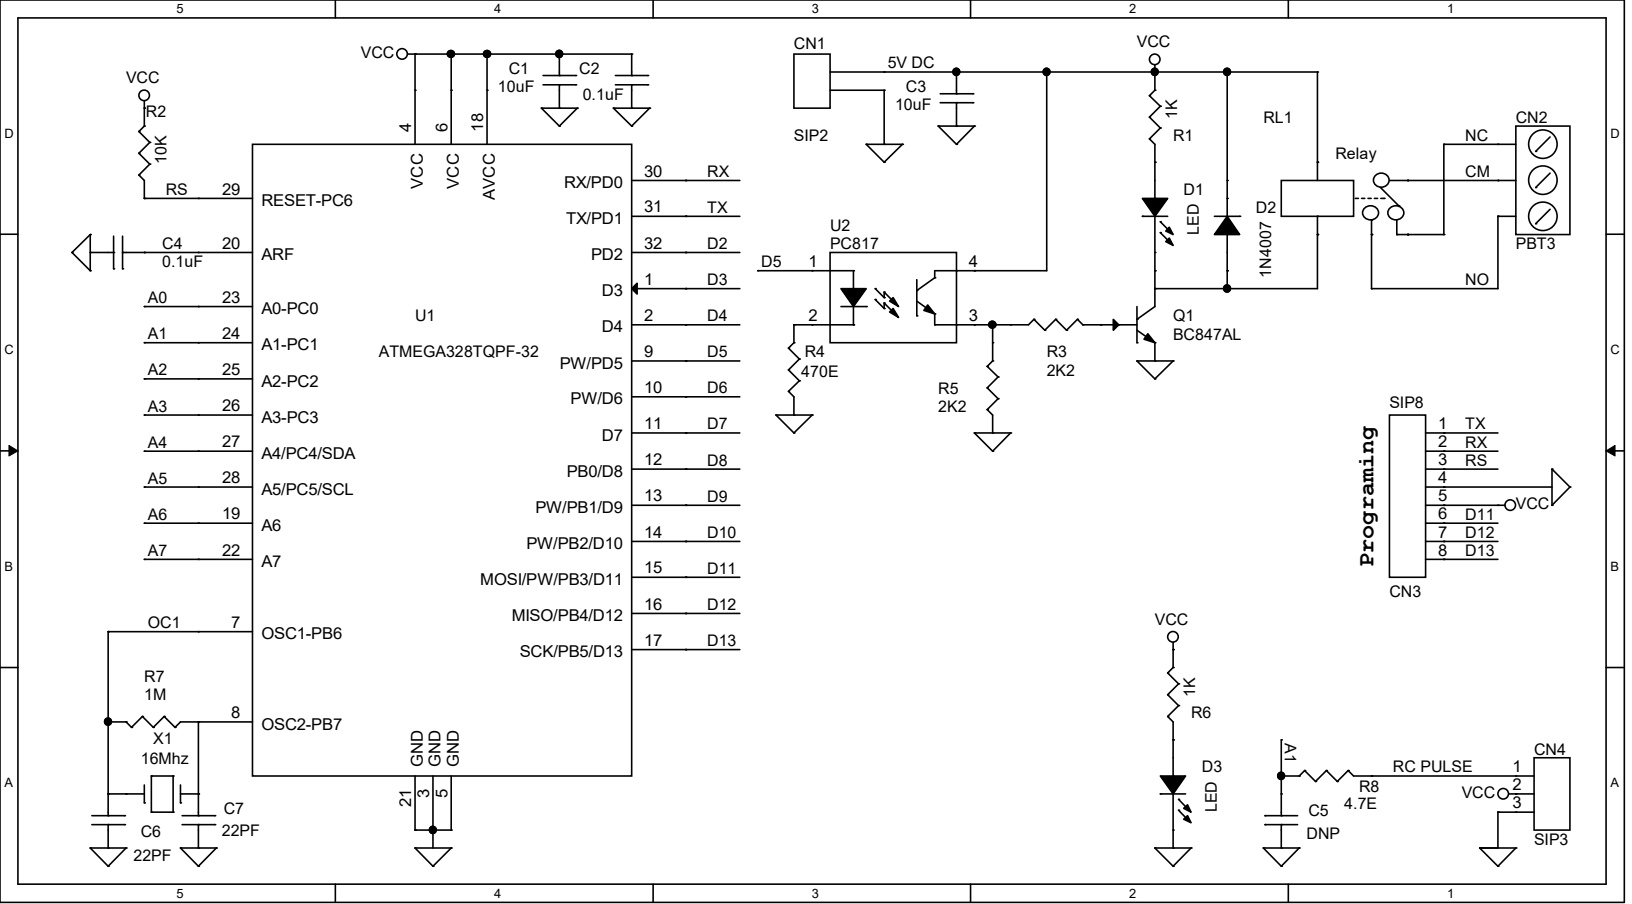 5 4 3 2 1
D
C
B
A
VCC
R2
10K
RS 29 RESET-PC6
C4 20 ARF
0.1uF
A0 23 A0-PC0
A1 24 A1-PC1
A2 25 A2-PC2
A3 26 A3-PC3
A4 27 A4/PC4/SDA
A5 28 A5/PC5/SCL
A6 19 A6
A7 22 A7
OC1 7 OSC1-PB6
R7
1M
8 OSC2-PB7
X1
16Mhz
C6
22PF
C7
22PF
VCC
4 6 18
VCC VCC AVCC
C1
10uF
C2
0.1uF
U1
ATMEGA328TQPF-32
RX/PD0 30 RX
TX/PD1 31 TX
PD2 32 D2
D3 1 D3
D4 2 D4
PW/PD5 9 D5
PW/D6 10 D6
D7 11 D7
PB0/D8 12 D8
PW/PB1/D9 13 D9
PW/PB2/D10 14 D10
MOSI/PW/PB3/D11 15 D11
MISO/PB4/D12 16 D12
SCK/PB5/D13 17 D13
GND GND GND
21 3 5
CN1
SIP2
5V DC
C3
10uF
VCC
1K
R1
D1
LED
D2
1N4007
RL1
Relay
CN2
NC
CM
NO
PBT3
U2
PC817
D5 1
2
4
3
R4
470E
R5
2K2
R3
2K2
Q1
BC847AL
Programing
SIP8
1 TX
2 RX
3 RS
4
5 VCC
6 D11
7 D12
8 D13
CN3
VCC
1K
R6
D3
LED
A1
C5
DNP
R8
4.7E
RC PULSE
CN4
1
VCC 2
3
SIP3
D
C
B
A
5 4 3 2 1